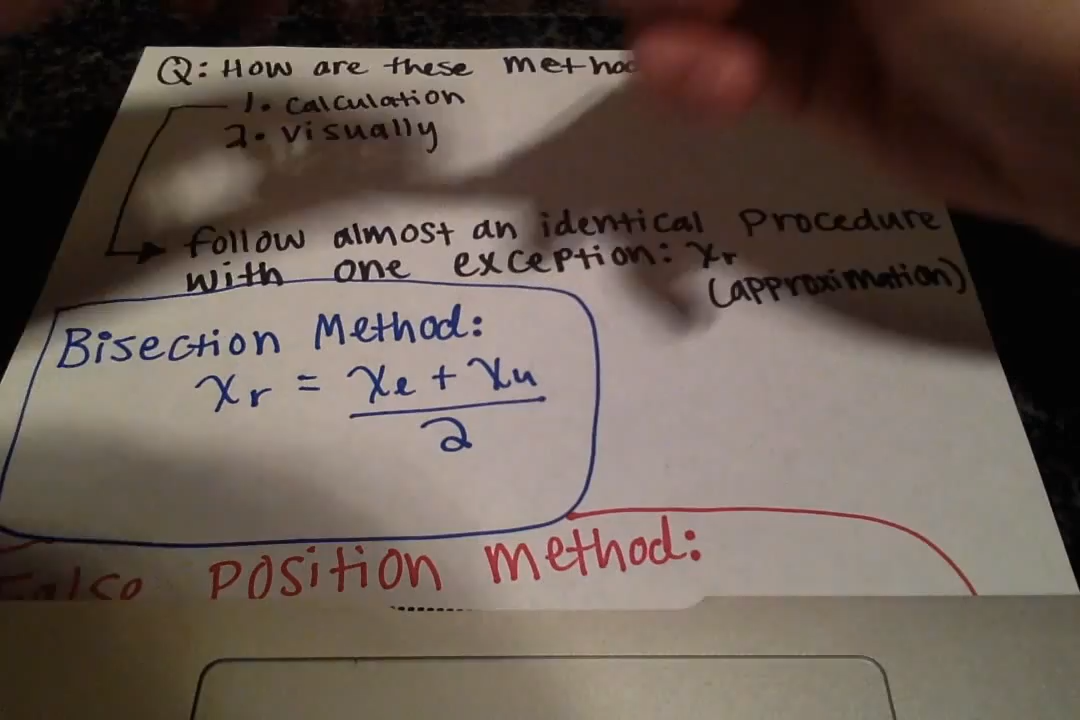 Q: How are these
1. calculation
2. visually
follow almost an identical procedure
with one exception: xr
(approximation)
Bisection Method:
xr = xl + xu
2
False position method: